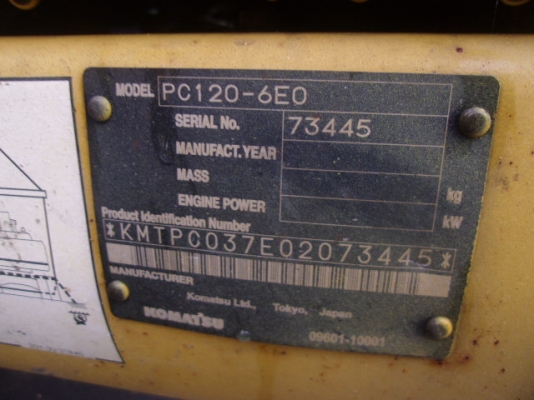 MODEL PC120-6E0
SERIAL No. 73445
MANUFACT. YEAR
MASS kg
ENGINE POWER kW
Product Identification Number
*KMTPC037E02073445*
MANUFACTURER
Komatsu Ltd., Tokyo, Japan
KOMATSU 09601-10001